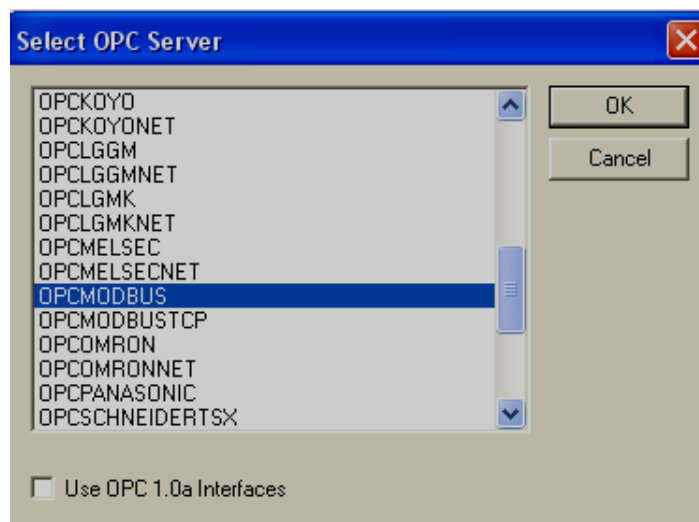 Select OPC Server
OPCKOYO
OPCKOYONET
OPCLGGM
OPCLGGMNET
OPCLGMK
OPCLGMKNET
OPCMELSEC
OPCMELSECNET
OPCMODBUS
OPCMODBUSTCP
OPCOMRON
OPCOMRONNET
OPCPANASONIC
OPCSCHNEIDERTSX
OK
Cancel
Use OPC 1.0a Interfaces